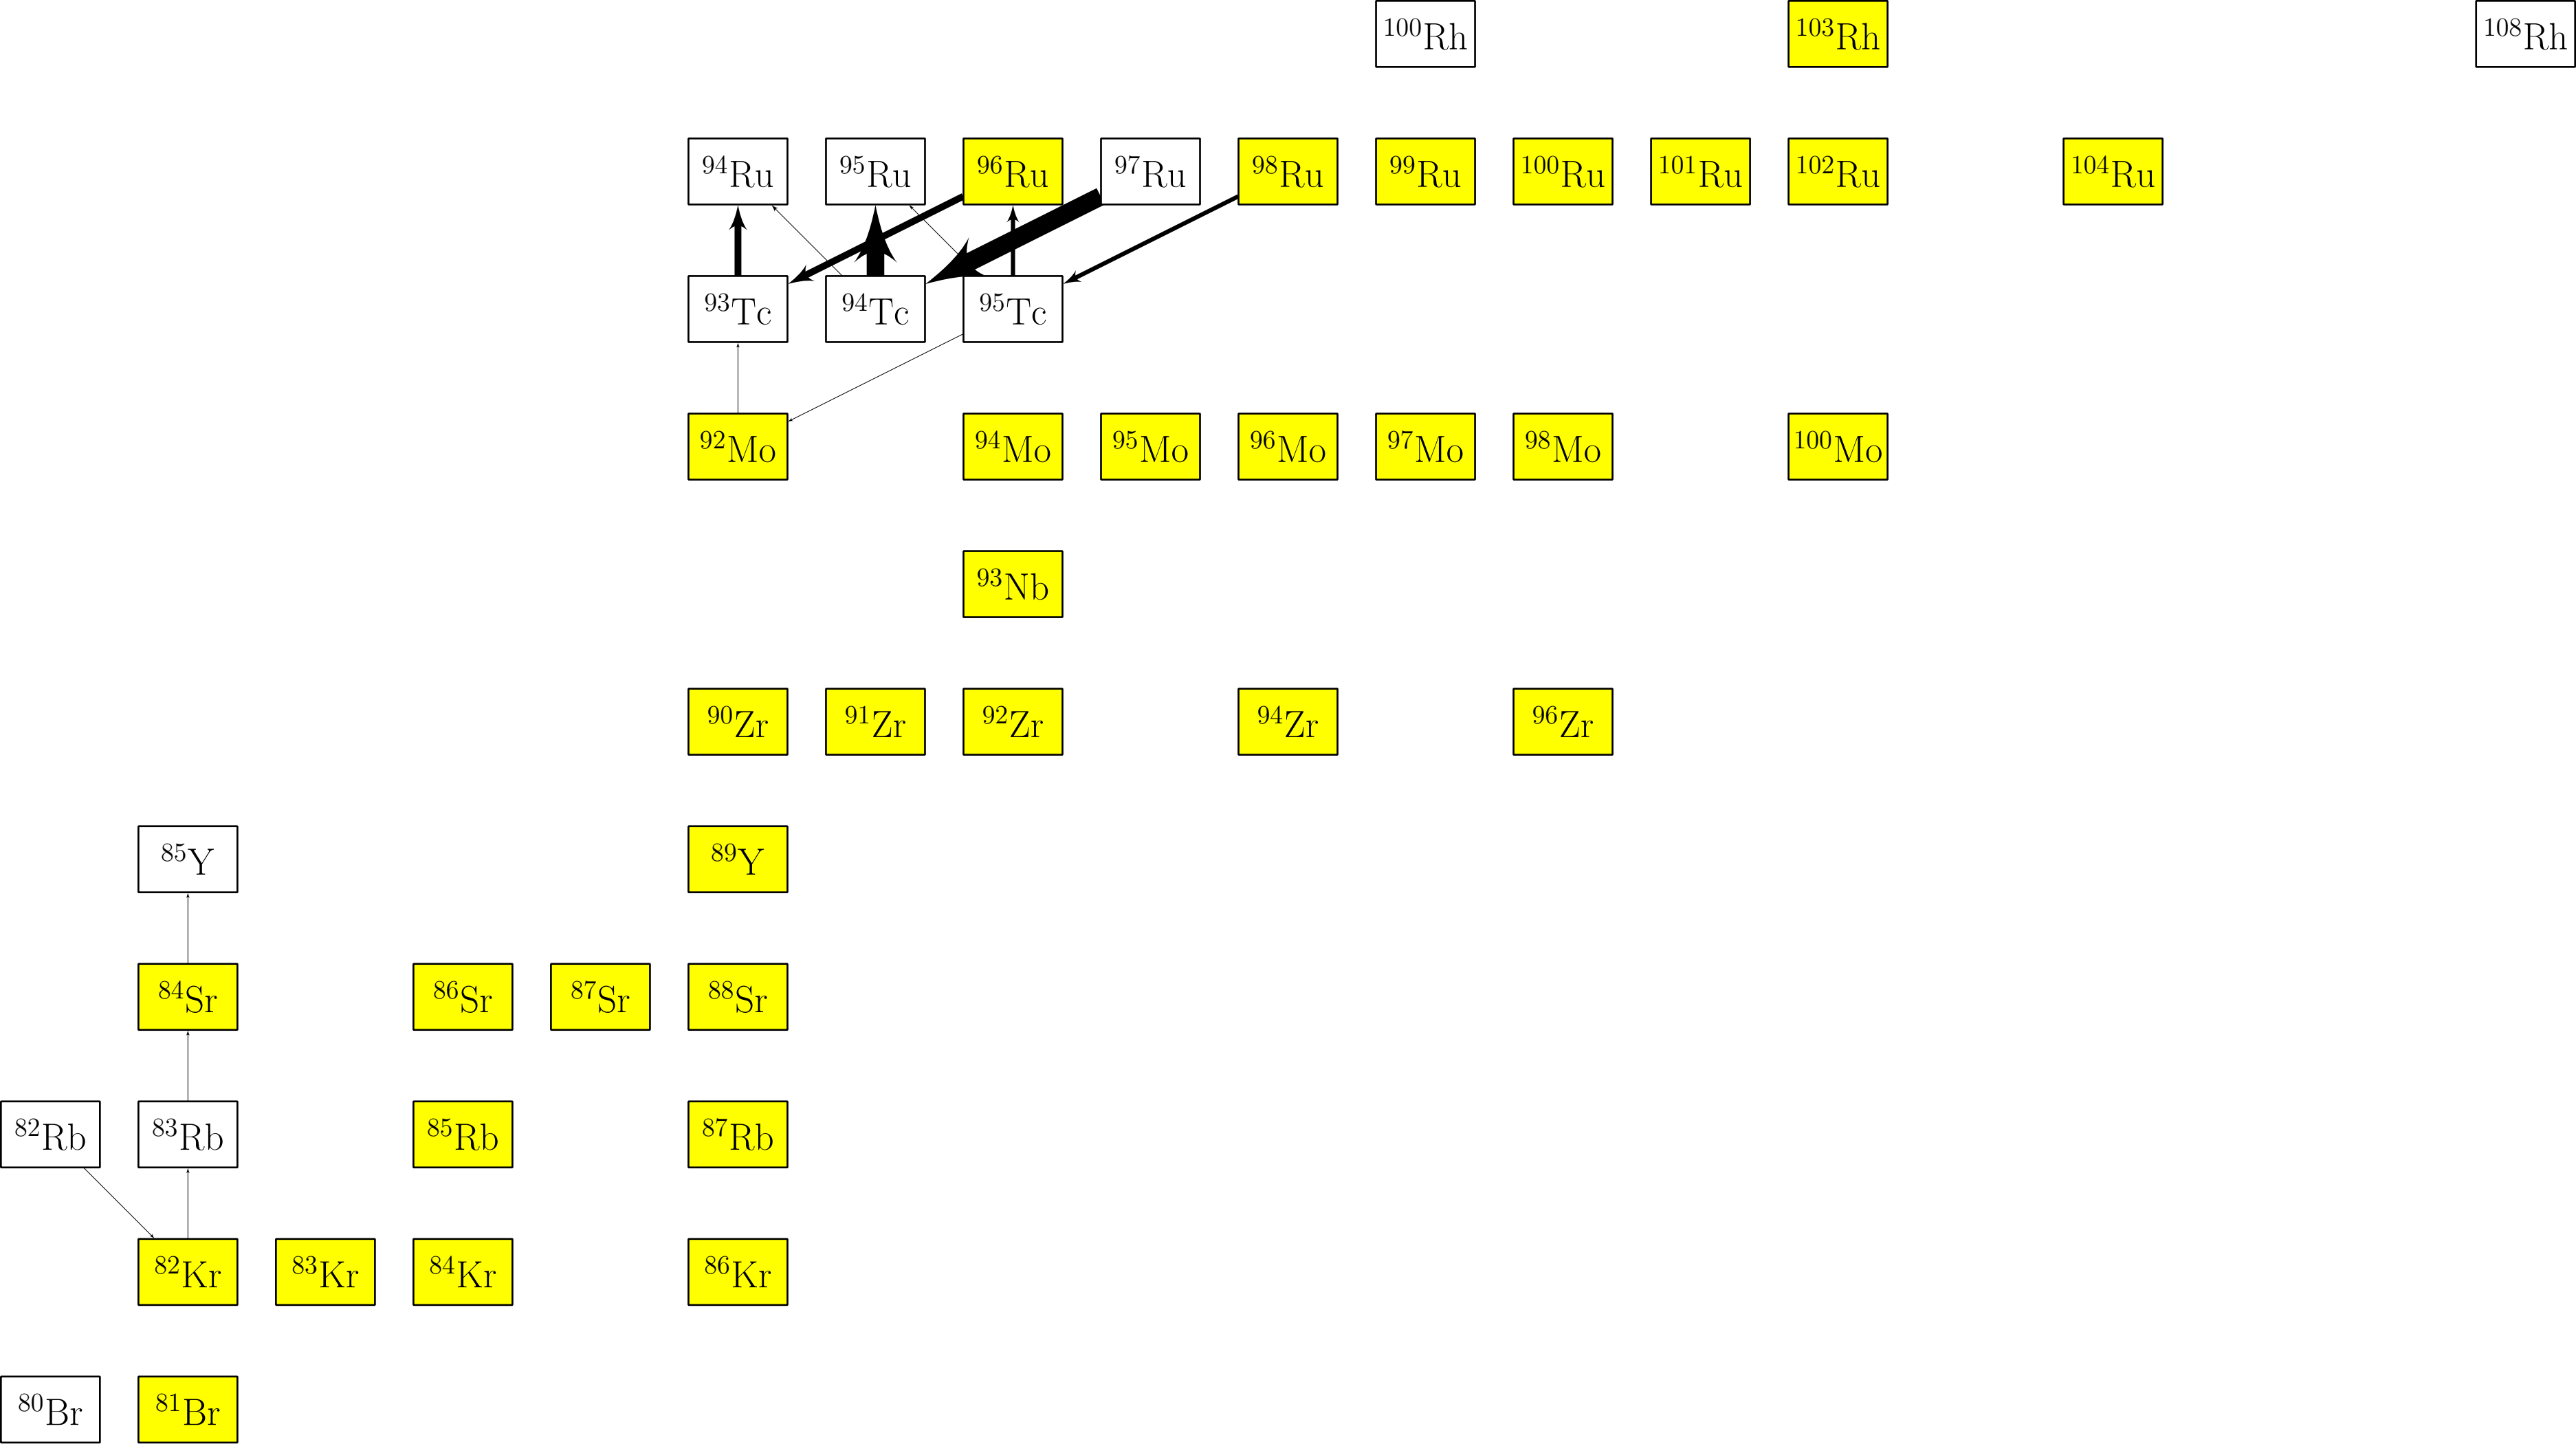 ¹⁰⁰Rh ¹⁰³Rh ¹⁰⁸Rh
⁹⁴Ru ⁹⁵Ru ⁹⁶Ru ⁹⁷Ru ⁹⁸Ru ⁹⁹Ru ¹⁰⁰Ru ¹⁰¹Ru ¹⁰²Ru ¹⁰⁴Ru
⁹³Tc ⁹⁴Tc ⁹⁵Tc
⁹²Mo ⁹⁴Mo ⁹⁵Mo ⁹⁶Mo ⁹⁷Mo ⁹⁸Mo ¹⁰⁰Mo
⁹³Nb
⁹⁰Zr ⁹¹Zr ⁹²Zr ⁹⁴Zr ⁹⁶Zr
⁸⁵Y ⁸⁹Y
⁸⁴Sr ⁸⁶Sr ⁸⁷Sr ⁸⁸Sr
⁸²Rb ⁸³Rb ⁸⁵Rb ⁸⁷Rb
⁸²Kr ⁸³Kr ⁸⁴Kr ⁸⁶Kr
⁸⁰Br ⁸¹Br